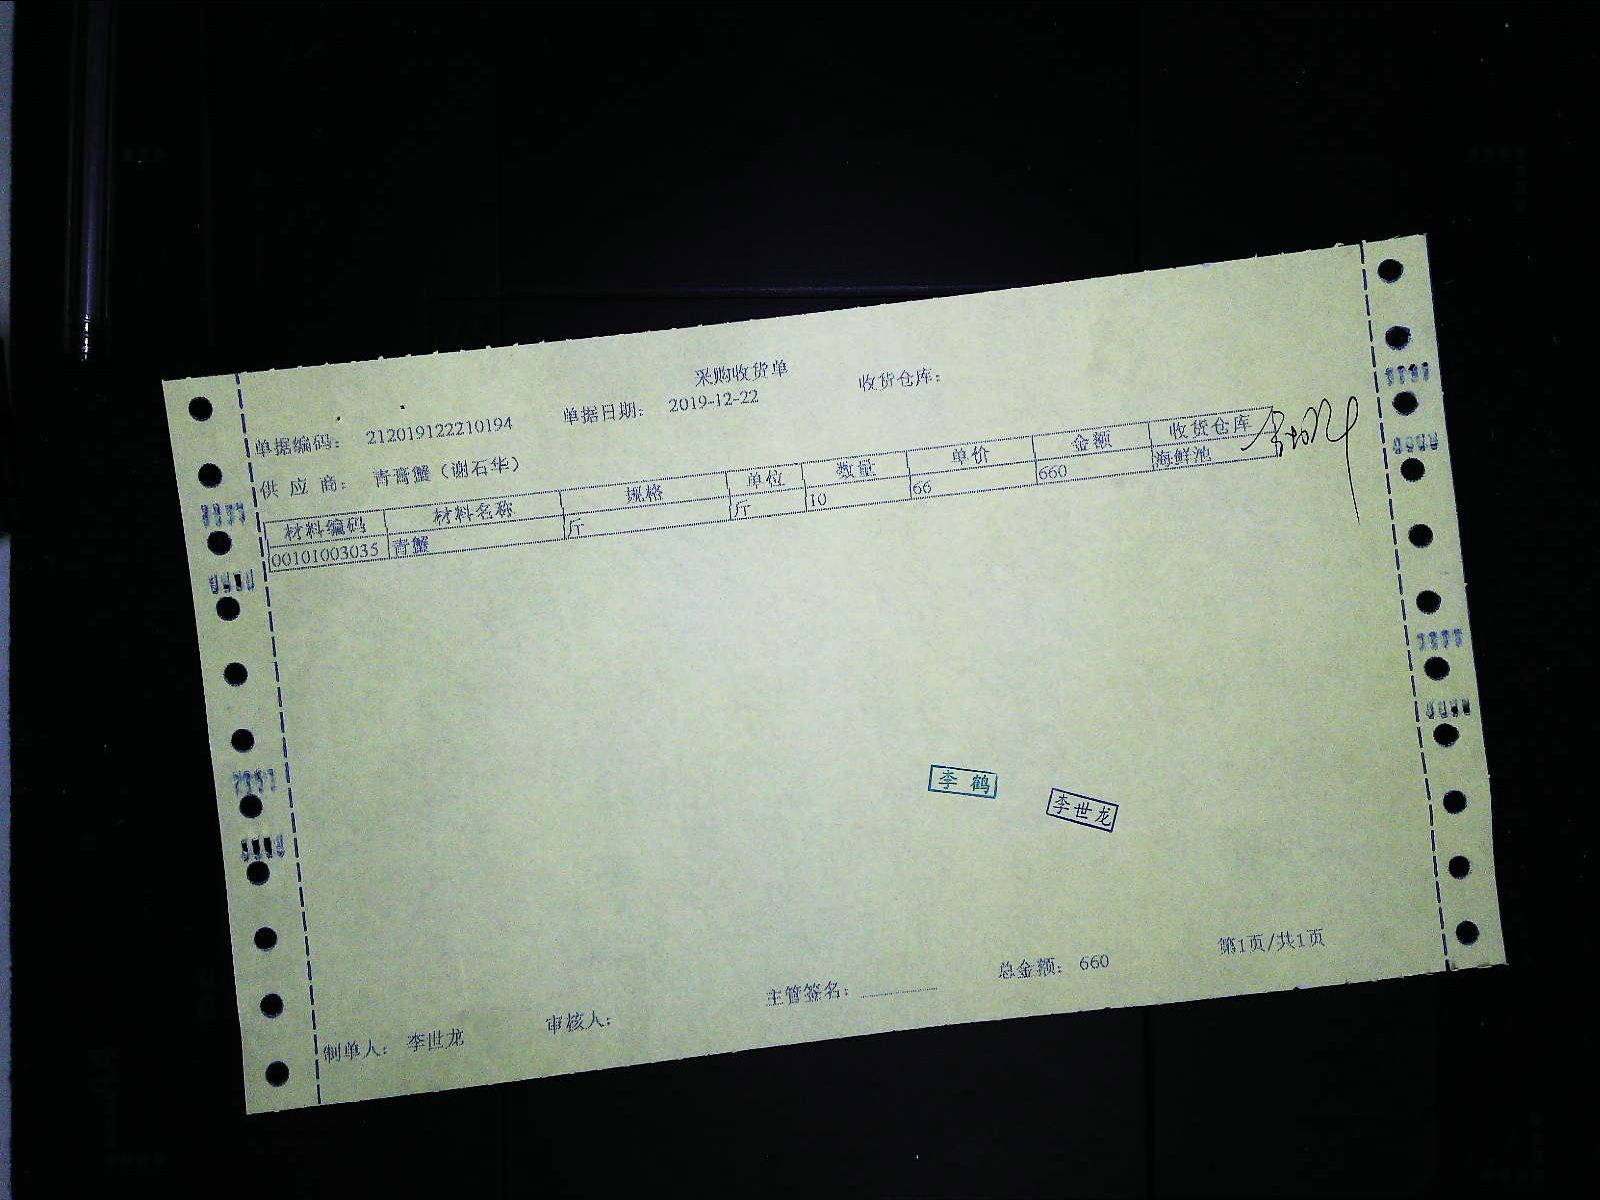 采购收货单
单据编码： 212019122210194 单据日期： 2019-12-22 收货仓库：
供 应 商： 青膏蟹（谢石华）
材料编码 材料名称 规格 单位 数量 单价 金额 收货仓库
00101003035 青蟹 斤 斤 10 66 660 海鲜池
李 鹤
李世龙
制单人： 李世龙 审核人： 主管签名： 总金额： 660 第1页/共1页